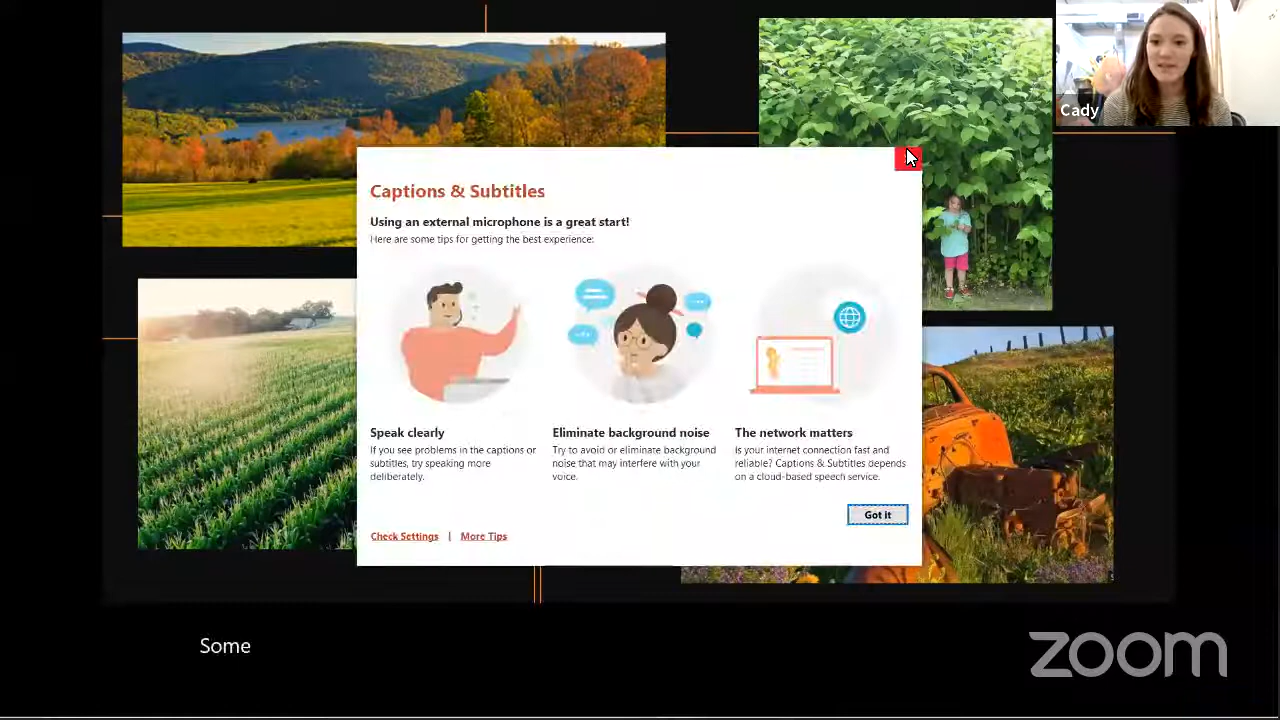 Cady
Captions & Subtitles
Using an external microphone is a great start!
Here are some tips for getting the best experience:
Speak clearly
If you see problems in the captions or
subtitles, try speaking more
deliberately.
Eliminate background noise
Try to avoid or eliminate background
noise that may interfere with your
voice.
The network matters
Is your internet connection fast and
reliable? Captions & Subtitles depends
on a cloud-based speech service.
Got it
Check Settings | More Tips
Some
zoom